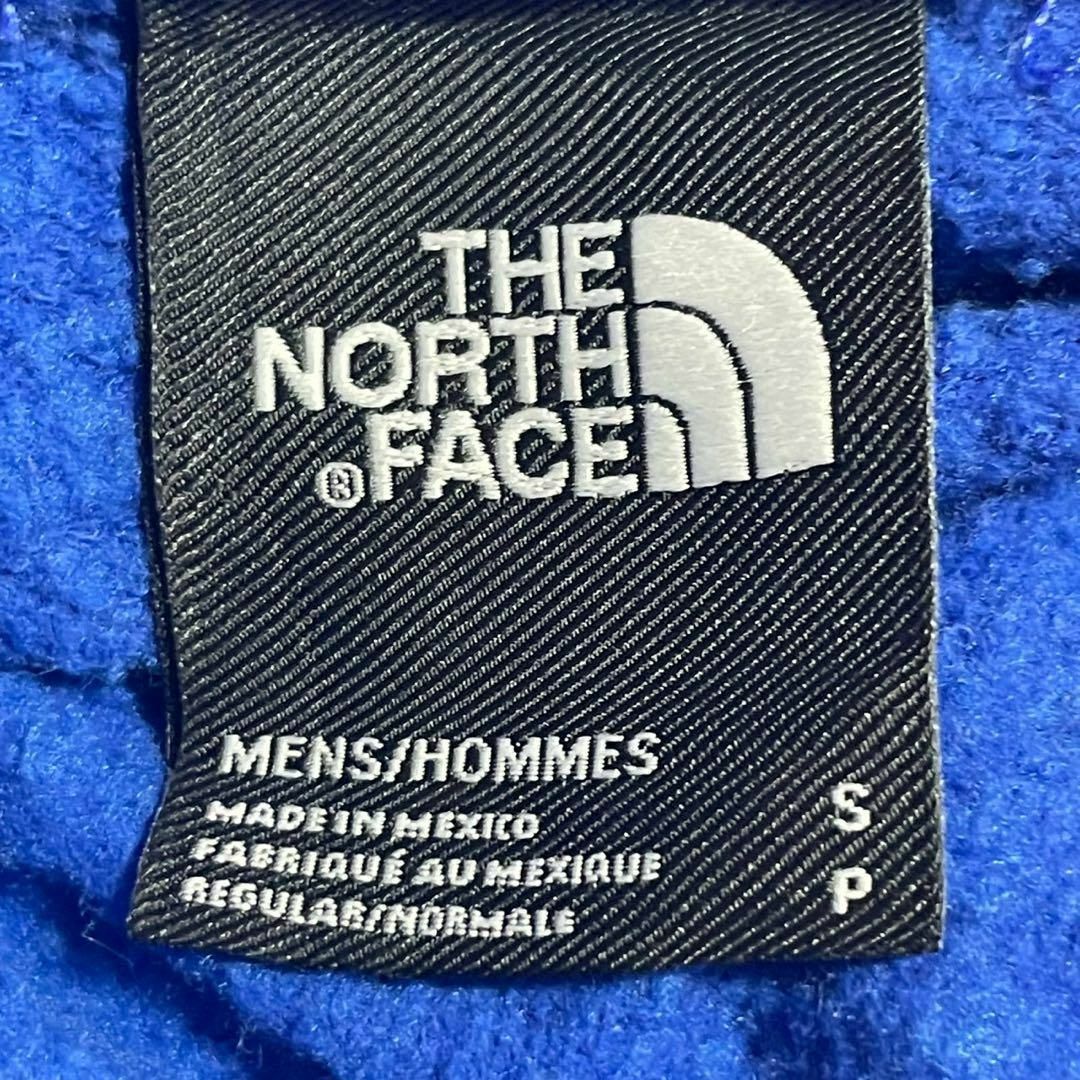 THE
NORTH
®FACE
MENS/HOMMES
MADE IN MEXICO
FABRIQUÉ AU MEXIQUE
REGULAR/NORMALE
S
P